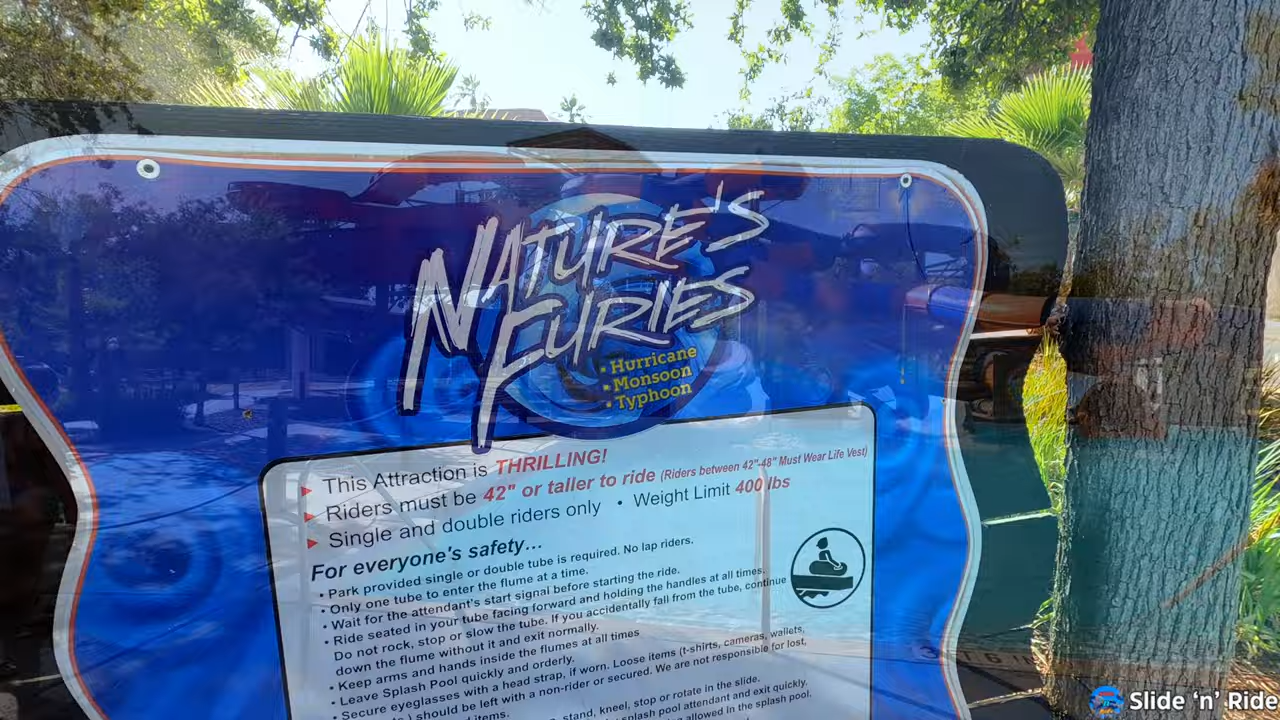 NATURE'S
FURIES
• Hurricane
• Monsoon
• Typhoon
This Attraction is THRILLING!
Riders must be 42" or taller to ride (Riders between 42"-48" Must Wear Life Vest)
Single and double riders only • Weight Limit 400 lbs
For everyone's safety...
• Park provided single or double tube is required. No lap riders.
• Only one tube to enter the flume at a time.
• Wait for the attendant's start signal before starting the ride.
• Ride seated in your tube facing forward and holding the handles at all times.
Do not rock, stop or slow the tube. If you accidentally fall from the tube, continue
down the flume without it and exit normally.
• Keep arms and hands inside the flumes at all times
• Leave Splash Pool quickly and orderly.
• Secure eyeglasses with a head strap, if worn. Loose items (t-shirts, cameras, wallets,
) should be left with a non-rider or secured. We are not responsible for lost,
items.
, stand, kneel, stop or rotate in the slide.
splash pool attendant and exit quickly.
allowed in the splash pool.
Slide 'n' Ride